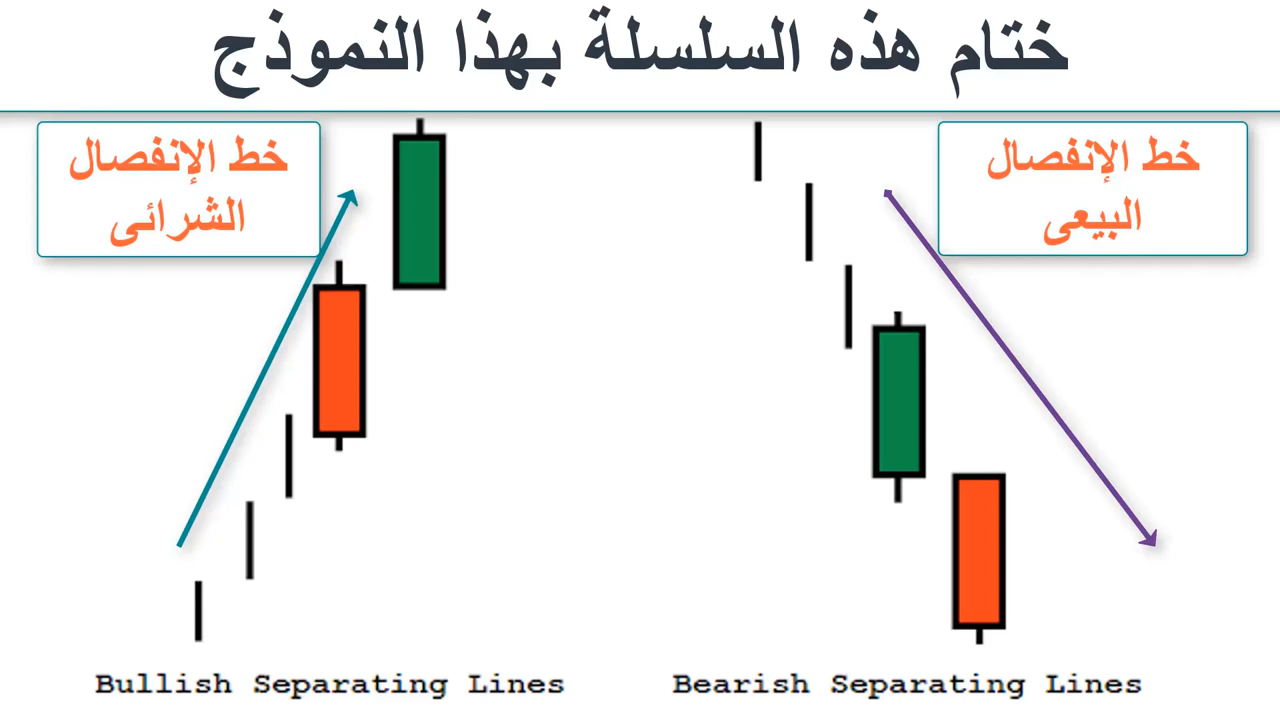 ختام هذه السلسلة بهذا النموذج
خط الإنفصال
البيعى
خط الإنفصال
الشرائى
Bullish Separating Lines
Bearish Separating Lines